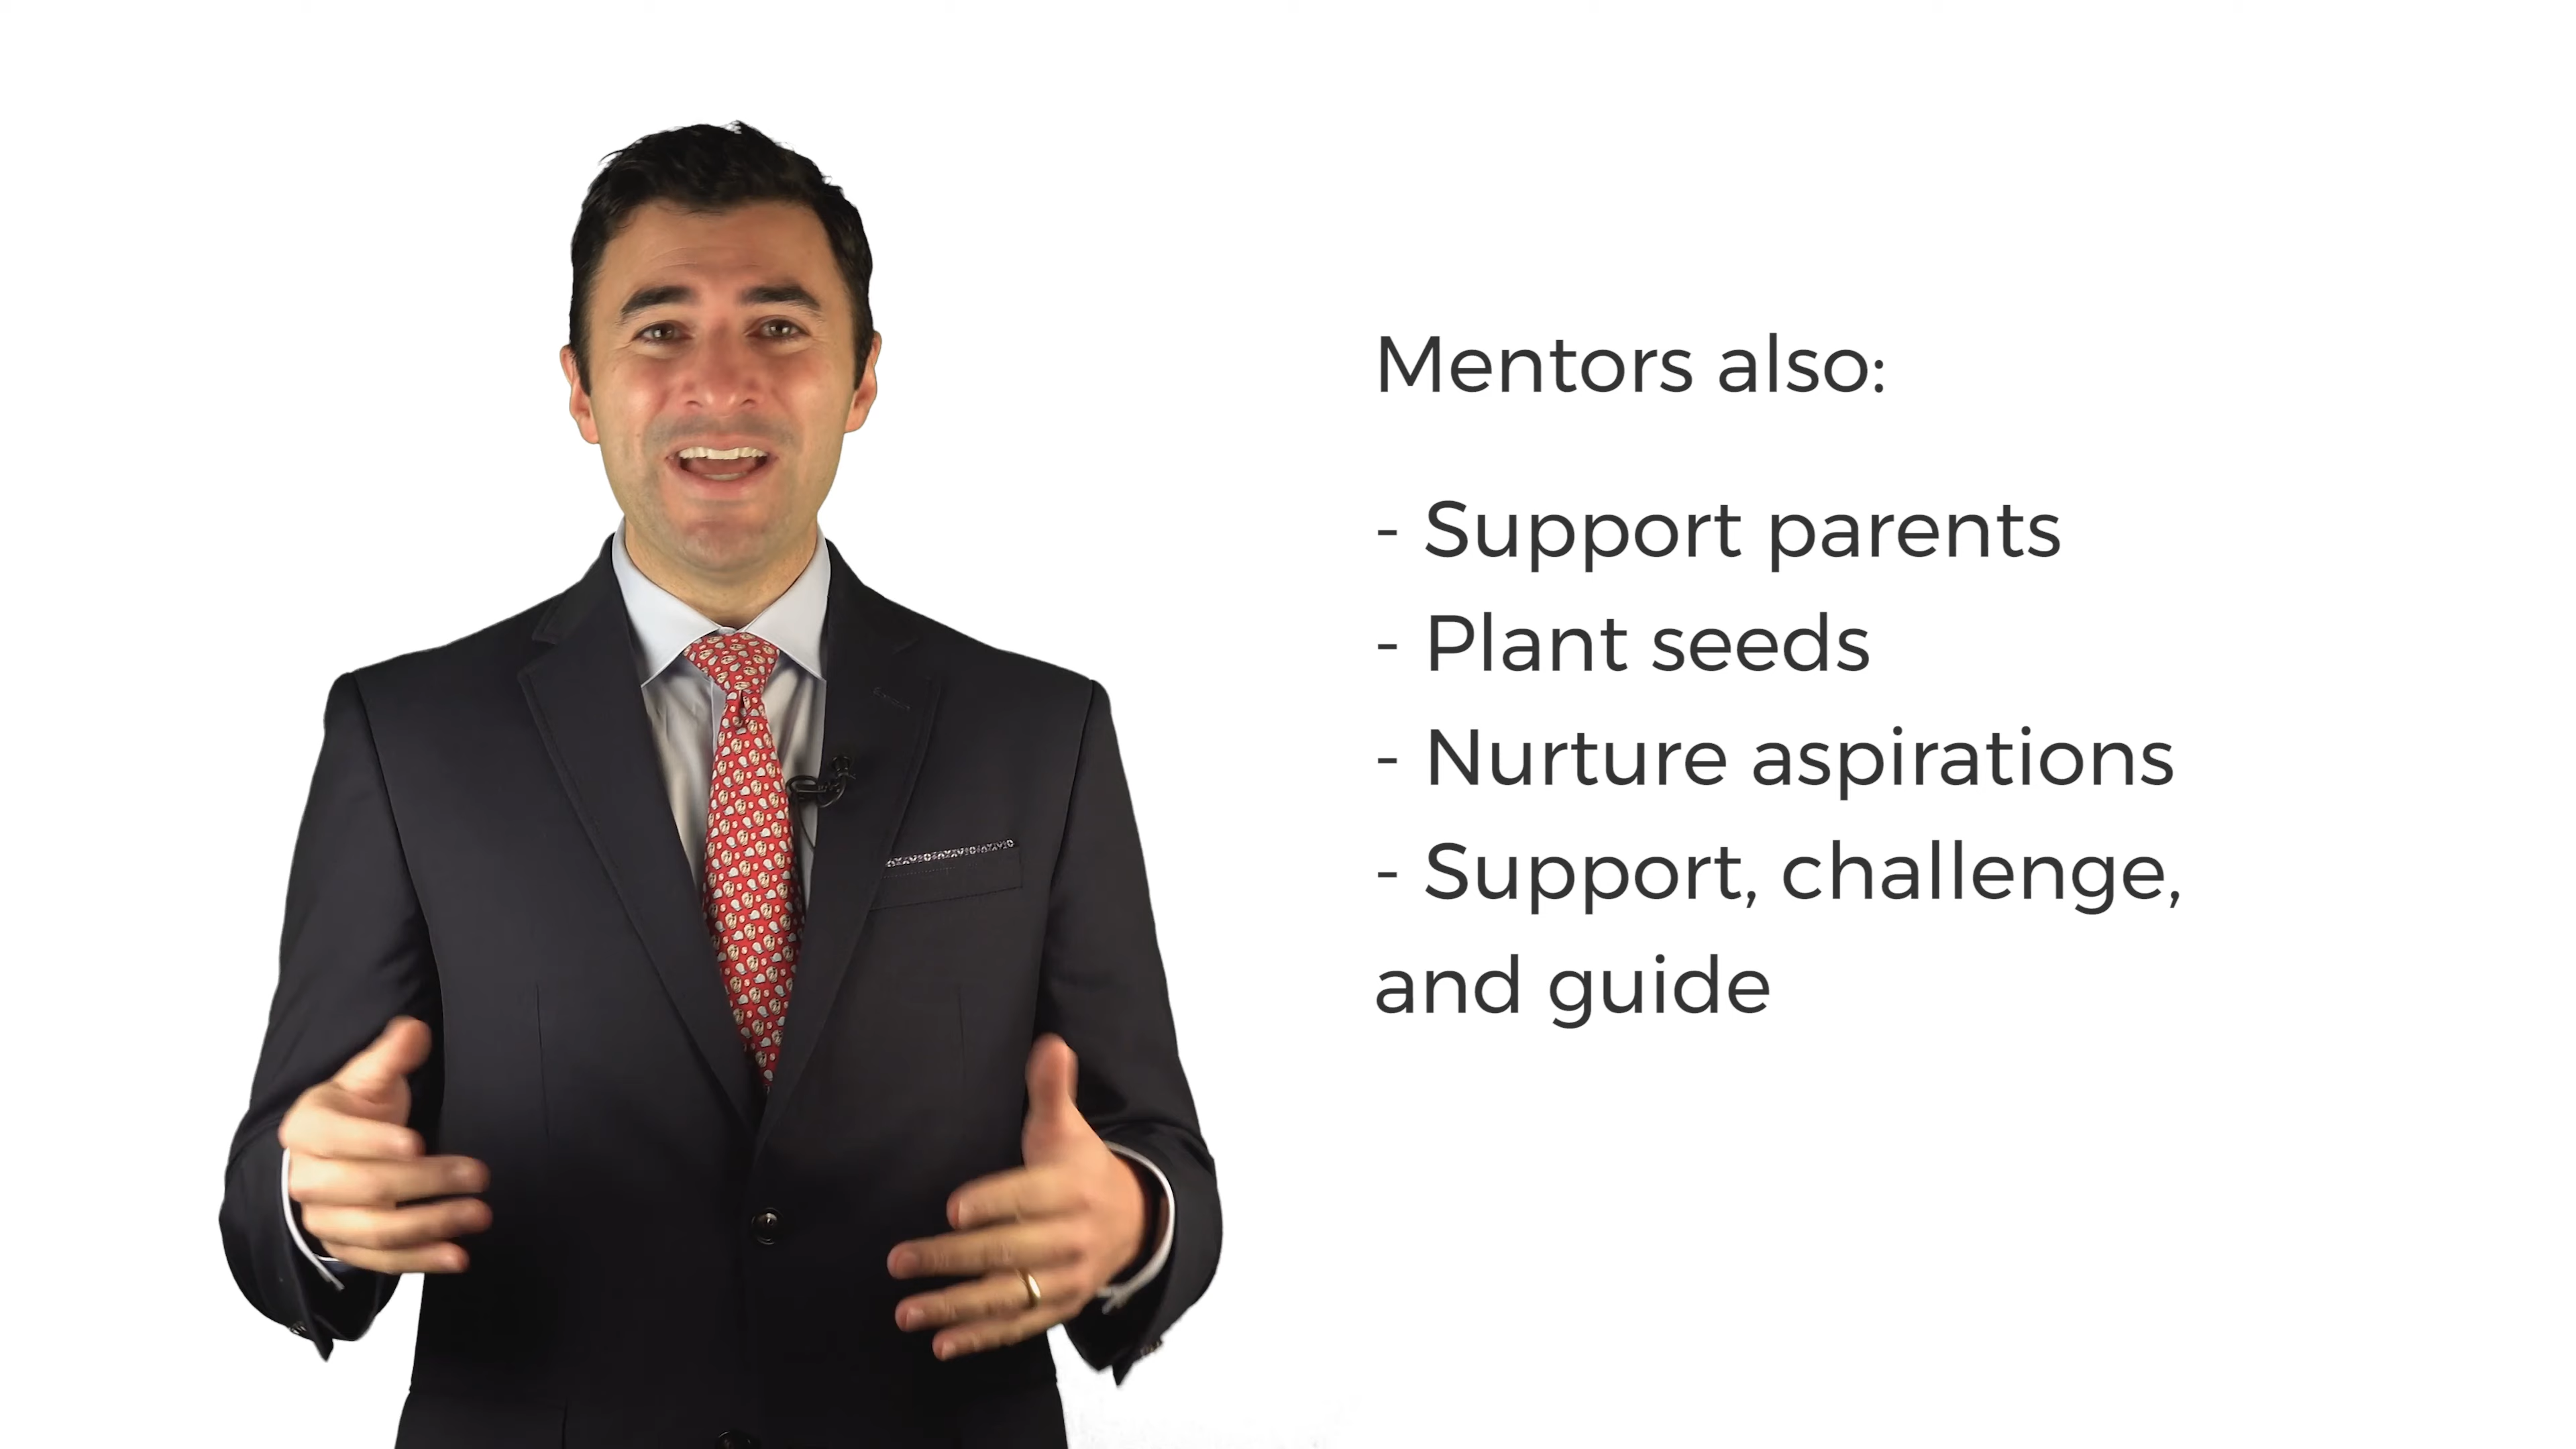 Mentors also:
- Support parents
- Plant seeds
- Nurture aspirations
- Support, challenge,
and guide